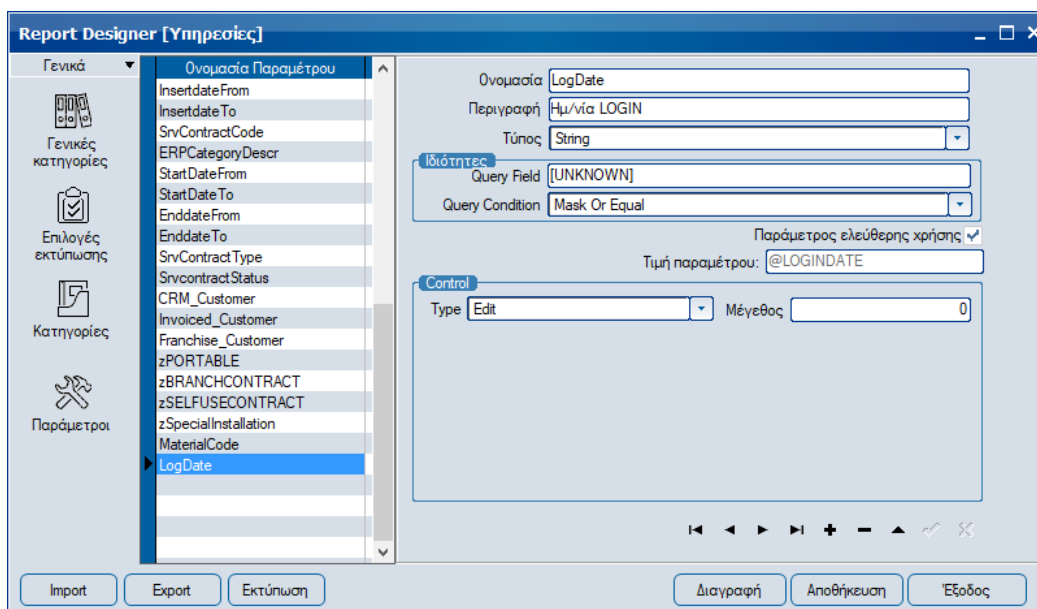 Report Designer [Υπηρεσίες]
Γενικά
Γενικές
κατηγορίες
Επιλογές
εκτύπωσης
Κατηγορίες
Παράμετροι
Ονομασία Παραμέτρου
InsertdateFrom
InsertdateTo
SrvContractCode
ERPCategoryDescr
StartDateFrom
StartDateTo
EnddateFrom
EnddateTo
SrvContractType
SrvcontractStatus
CRM_Customer
Invoiced_Customer
Franchise_Customer
zPORTABLE
zBRANCHCONTRACT
zSELFUSECONTRACT
zSpecialInstallation
MaterialCode
LogDate
Ονομασία LogDate
Περιγραφή Ημ/νία LOGIN
Τύπος String
Ιδιότητες
Query Field [UNKNOWN]
Query Condition Mask Or Equal
Παράμετρος ελεύθερης χρήσης
Τιμή παραμέτρου: @LOGINDATE
Control
Type Edit Μέγεθος 0
Import Export Εκτύπωση Διαγραφή Αποθήκευση Έξοδος